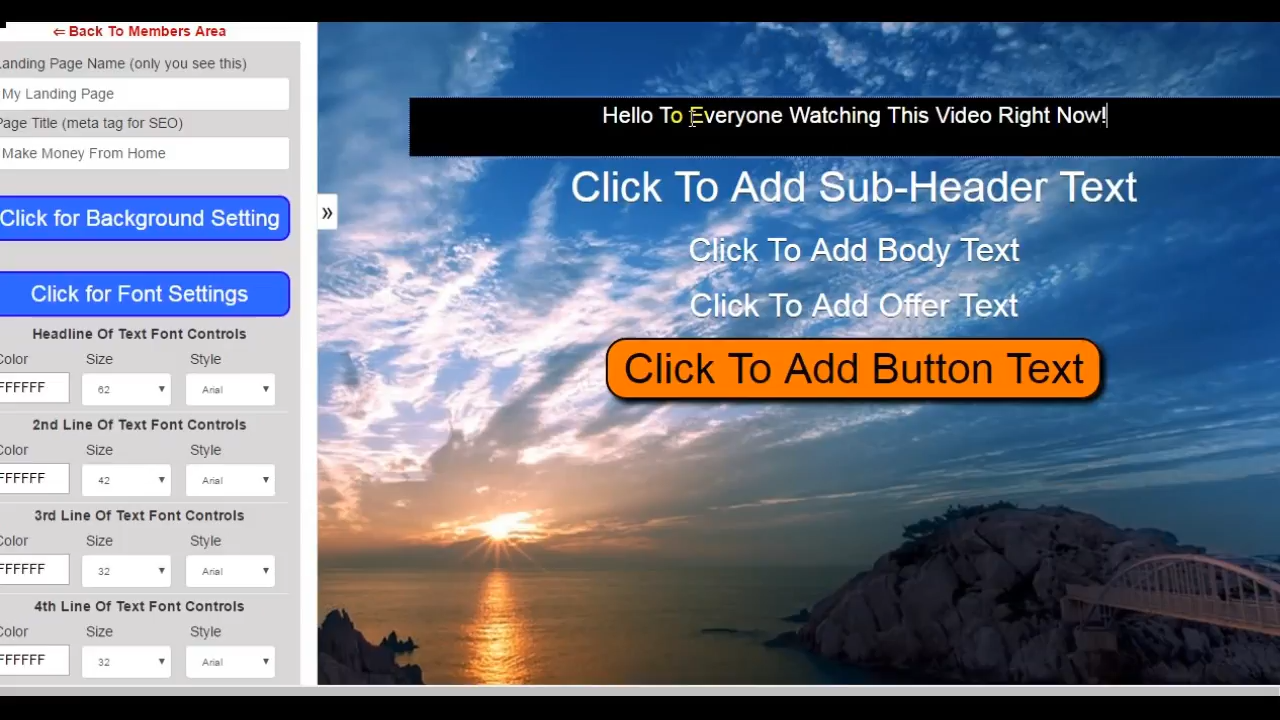 ⇐ Back To Members Area
Landing Page Name (only you see this)
My Landing Page
Page Title (meta tag for SEO)
Make Money From Home
Click for Background Setting
Click for Font Settings
Headline Of Text Font Controls
Color Size Style
FFFFFF 62 Arial
2nd Line Of Text Font Controls
Color Size Style
FFFFFF 42 Arial
3rd Line Of Text Font Controls
Color Size Style
FFFFFF 32 Arial
4th Line Of Text Font Controls
Color Size Style
FFFFFF 32 Arial
»
Hello To Everyone Watching This Video Right Now!
Click To Add Sub-Header Text
Click To Add Body Text
Click To Add Offer Text
Click To Add Button Text